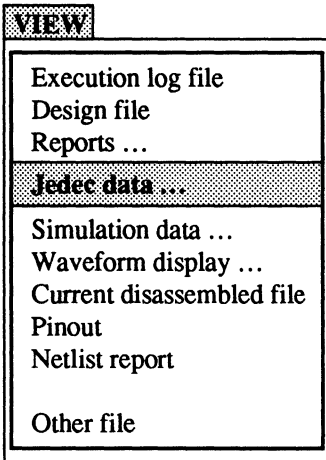 VIEW
Execution log file
Design file
Reports ...
Jedec data ...
Simulation data ...
Waveform display ...
Current disassembled file
Pinout
Netlist report
Other file